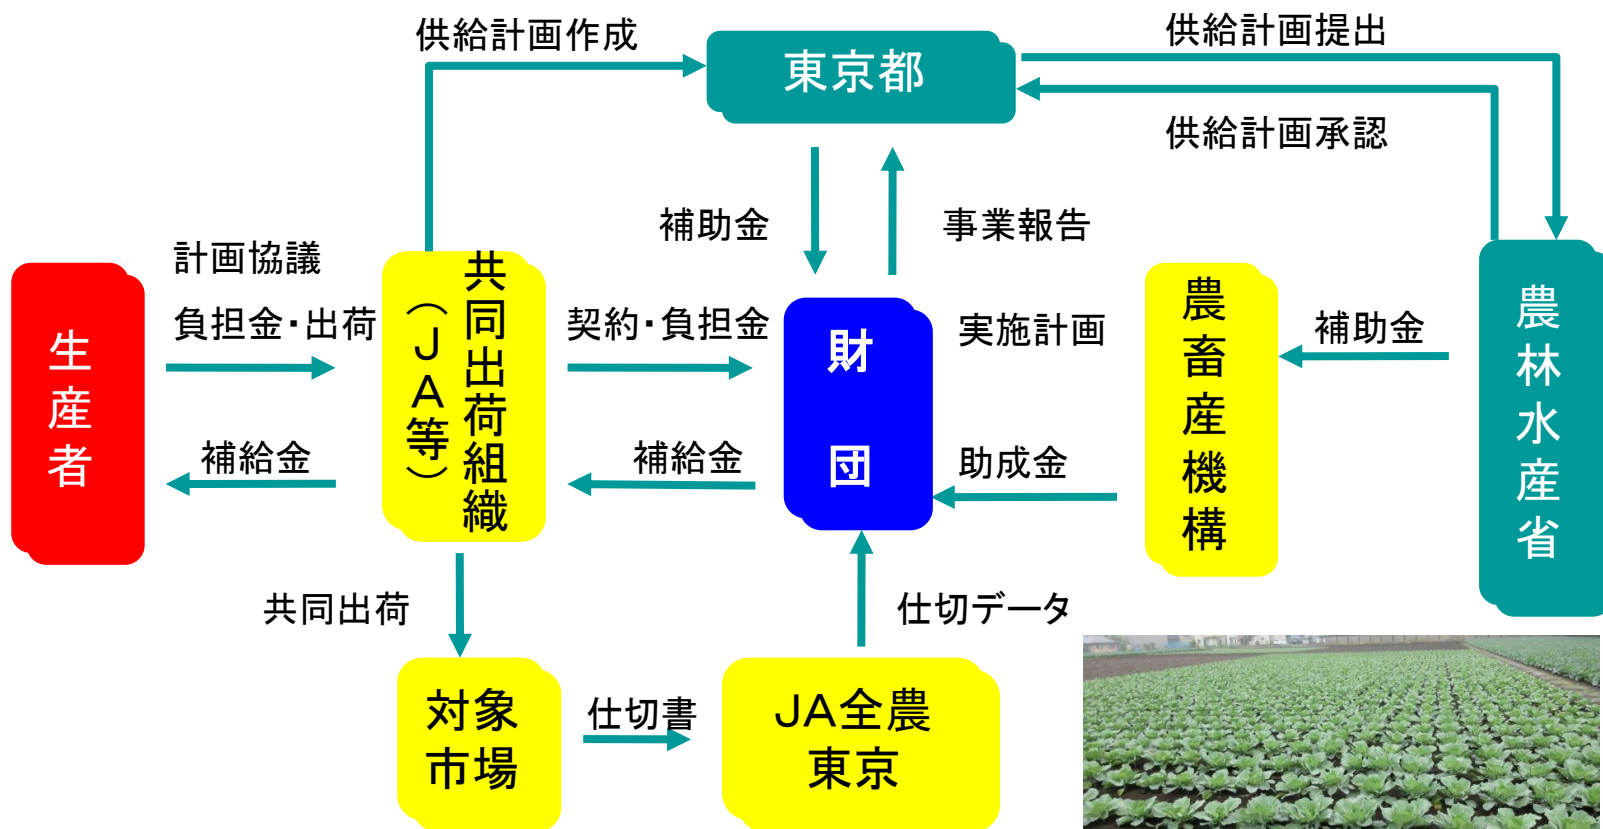 供給計画作成
東京都
供給計画提出
供給計画承認
補助金
事業報告
計画協議
負担金・出荷
生産者
補給金
共同出荷組織
(JA等)
契約・負担金
補給金
財団
実施計画
助成金
農畜産機構
補助金
農林水産省
共同出荷
仕切データ
対象
市場
仕切書
JA全農
東京